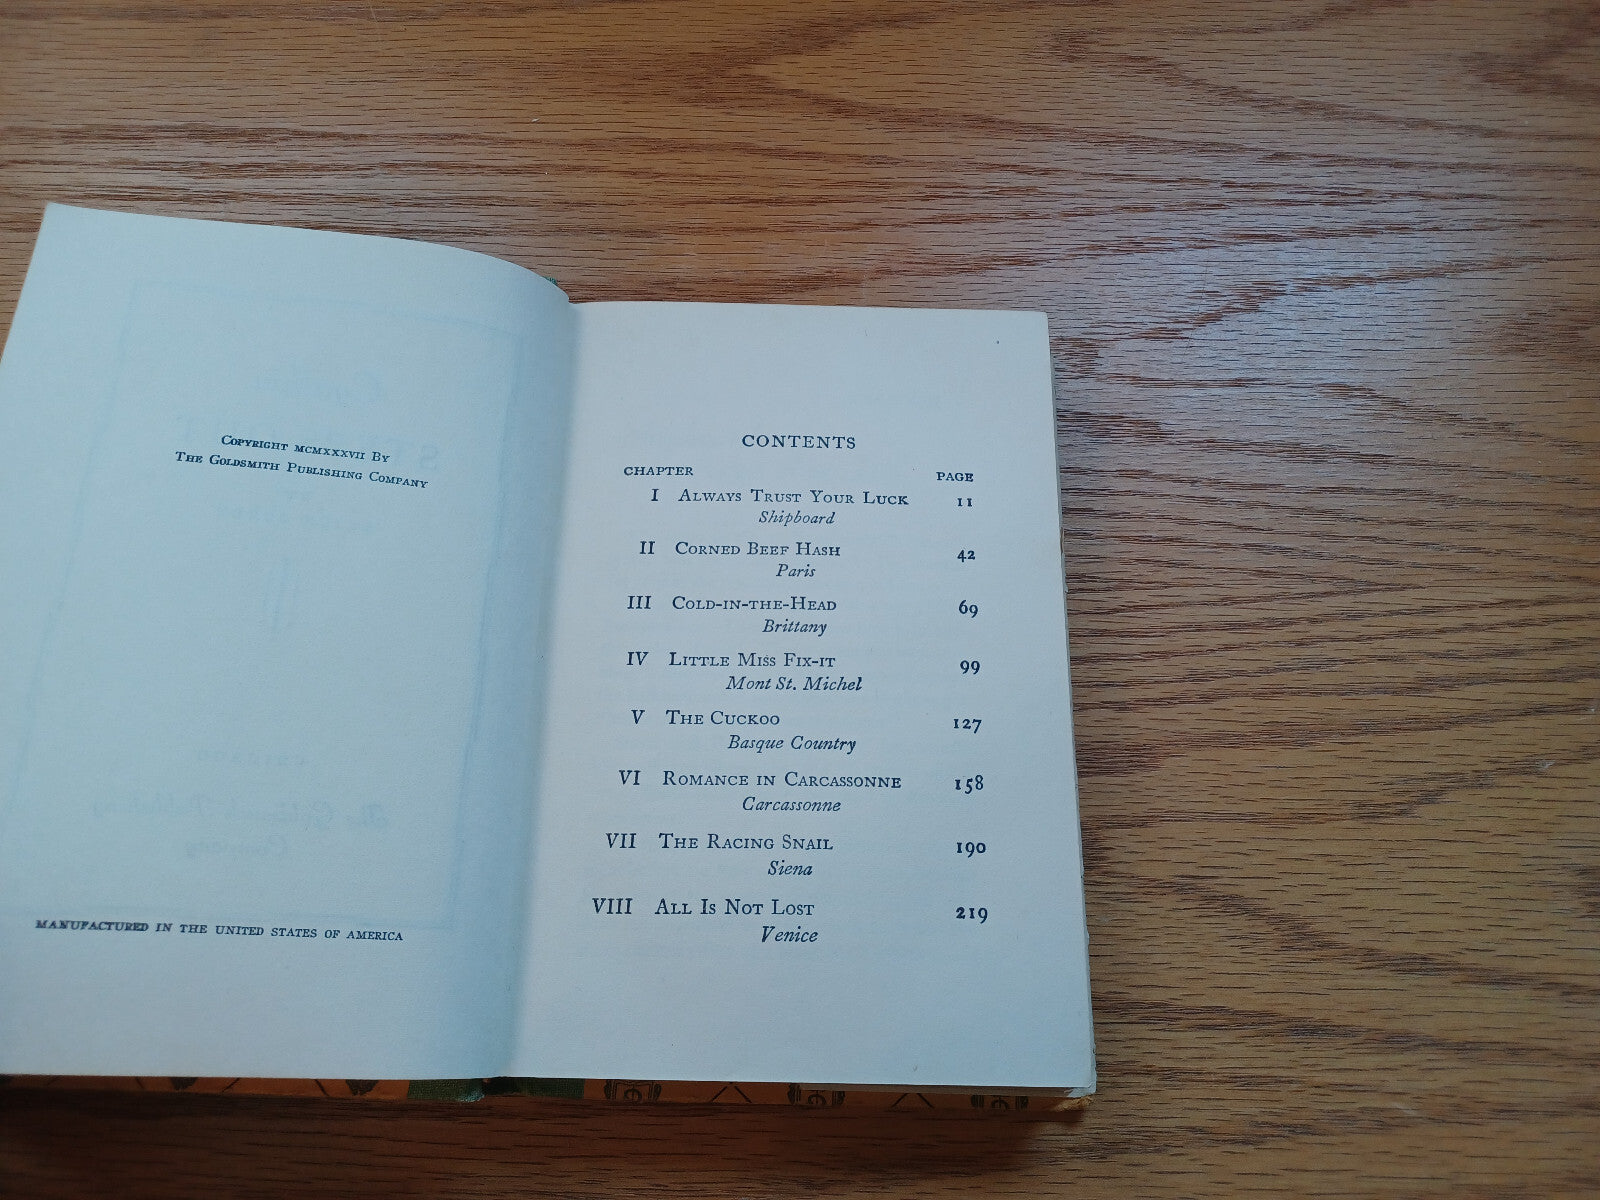 Copyright MCMXXXVII By
The Goldsmith Publishing Company
MANUFACTURED IN THE UNITED STATES OF AMERICA
CONTENTS
CHAPTER PAGE
I Always Trust Your Luck 11
Shipboard
II Corned Beef Hash 42
Paris
III Cold-in-the-Head 69
Brittany
IV Little Miss Fix-it 99
Mont St. Michel
V The Cuckoo 127
Basque Country
VI Romance in Carcassonne 158
Carcassonne
VII The Racing Snail 190
Siena
VIII All Is Not Lost 219
Venice